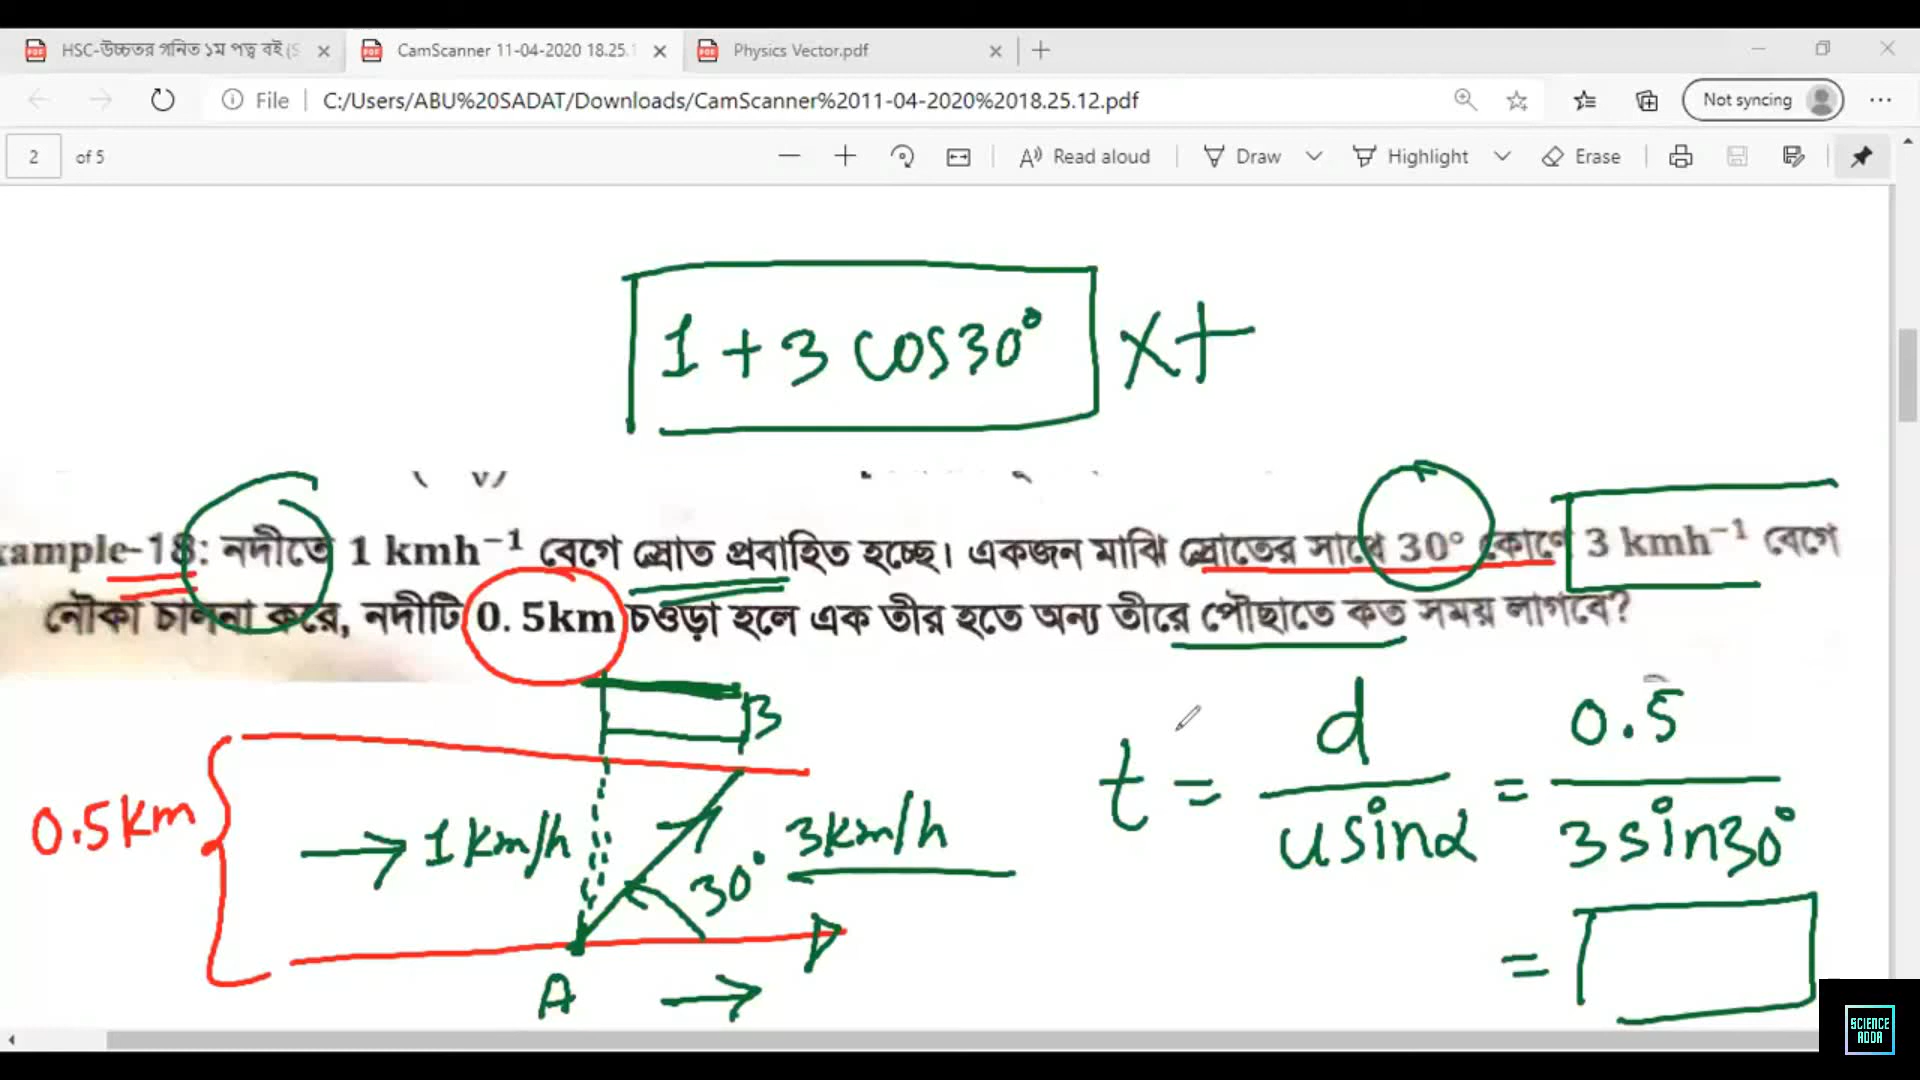 HSC-উচ্চতর গনিত ১ম পত্র বই (S
CamScanner 11-04-2020 18.25.1
Physics Vector.pdf
File
C:/Users/ABU%20SADAT/Downloads/CamScanner%2011-04-2020%2018.25.12.pdf
Not syncing
2 of 5
Read aloud
Draw
Highlight
Erase
1 + 3 cos30° × t
xample-18: নদীতে 1 kmh⁻¹ বেগে স্রোত প্রবাহিত হচ্ছে। একজন মাঝি স্রোতের সাথে 30° কোণে 3 kmh⁻¹ বেগে
নৌকা চালনা করে, নদীটি 0.5km চওড়া হলে এক তীর হতে অন্য তীরে পৌছাতে কত সময় লাগবে?
B
0.5km
→ 1km/h
30°
3km/h
A
t = d / u sinα = 0.5 / 3 sin30°
=
SCIENCE
ADDA